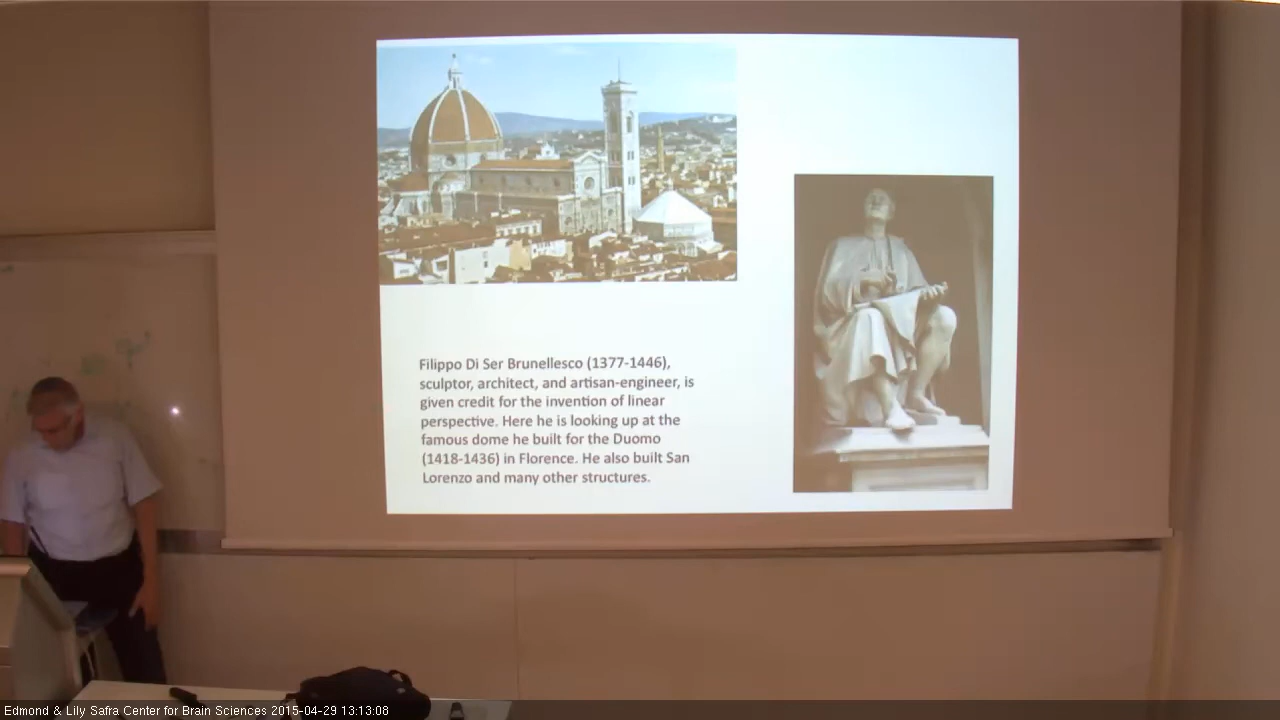 Filippo Di Ser Brunellesco (1377-1446),
sculptor, architect, and artisan-engineer, is
given credit for the invention of linear
perspective. Here he is looking up at the
famous dome he built for the Duomo
(1418-1436) in Florence. He also built San
Lorenzo and many other structures.
Edmond & Lily Safra Center for Brain Sciences 2015-04-29 13:13:08